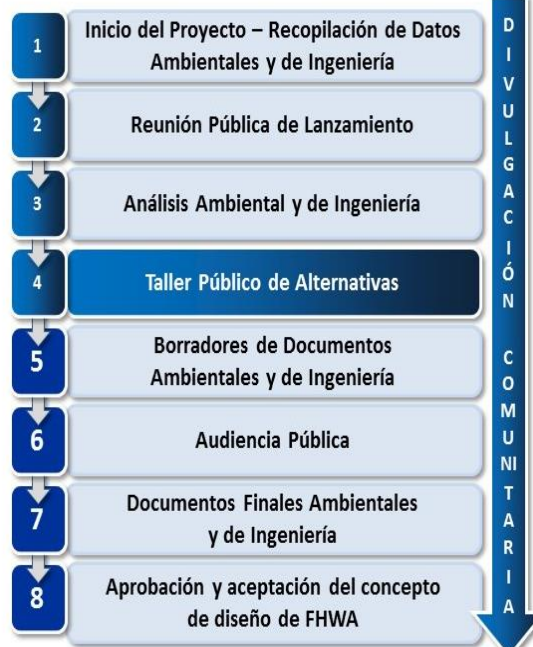 1
Inicio del Proyecto – Recopilación de Datos
Ambientales y de Ingeniería
2
Reunión Pública de Lanzamiento
3
Análisis Ambiental y de Ingeniería
4
Taller Público de Alternativas
5
Borradores de Documentos
Ambientales y de Ingeniería
6
Audiencia Pública
7
Documentos Finales Ambientales
y de Ingeniería
8
Aprobación y aceptación del concepto
de diseño de FHWA
DIVULGACIÓN COMUNITARIA